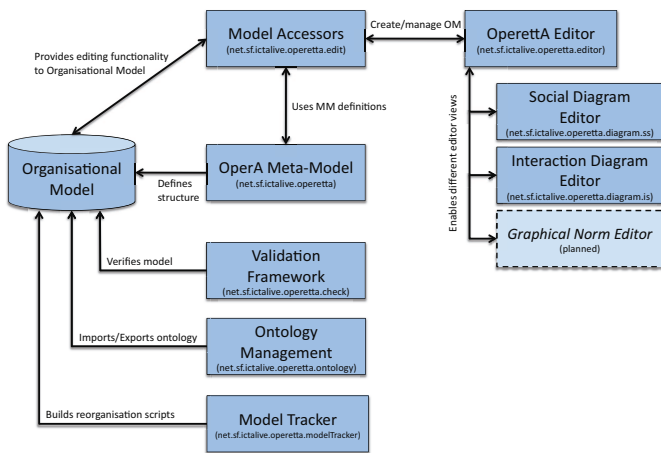 Model Accessors
(net.sf.ictalive.operetta.edit)
Create/manage OM
OperettA Editor
(net.sf.ictalive.operetta.editor)
Provides editing functionality
to Organisational Model
Uses MM definitions
Enables different editor views
Social Diagram
Editor
(net.sf.ictalive.operetta.diagram.ss)
Interaction Diagram
Editor
(net.sf.ictalive.operetta.diagram.is)
Graphical Norm Editor
(planned)
Organisational
Model
Defines
structure
OperA Meta-Model
(net.sf.ictalive.operetta)
Verifies model
Validation
Framework
(net.sf.ictalive.operetta.check)
Imports/Exports ontology
Ontology
Management
(net.sf.ictalive.operetta.ontology)
Builds reorganisation scripts
Model Tracker
(net.sf.ictalive.operetta.modelTracker)